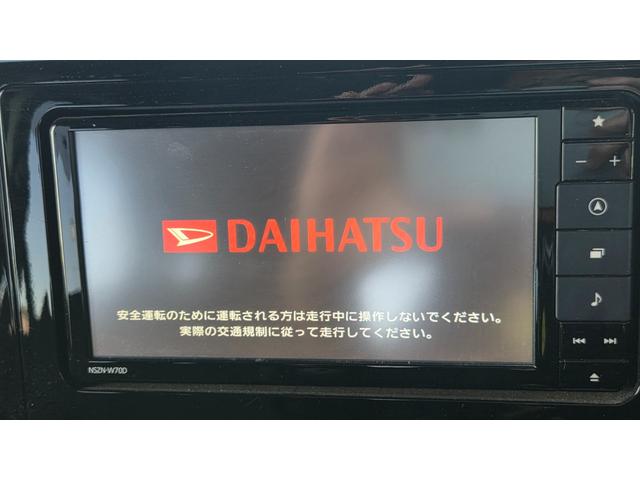 DAIHATSU
安全運転のために運転される方は走行中に操作しないでください。
実際の交通規制に従って走行してください。
NSZN-W70D